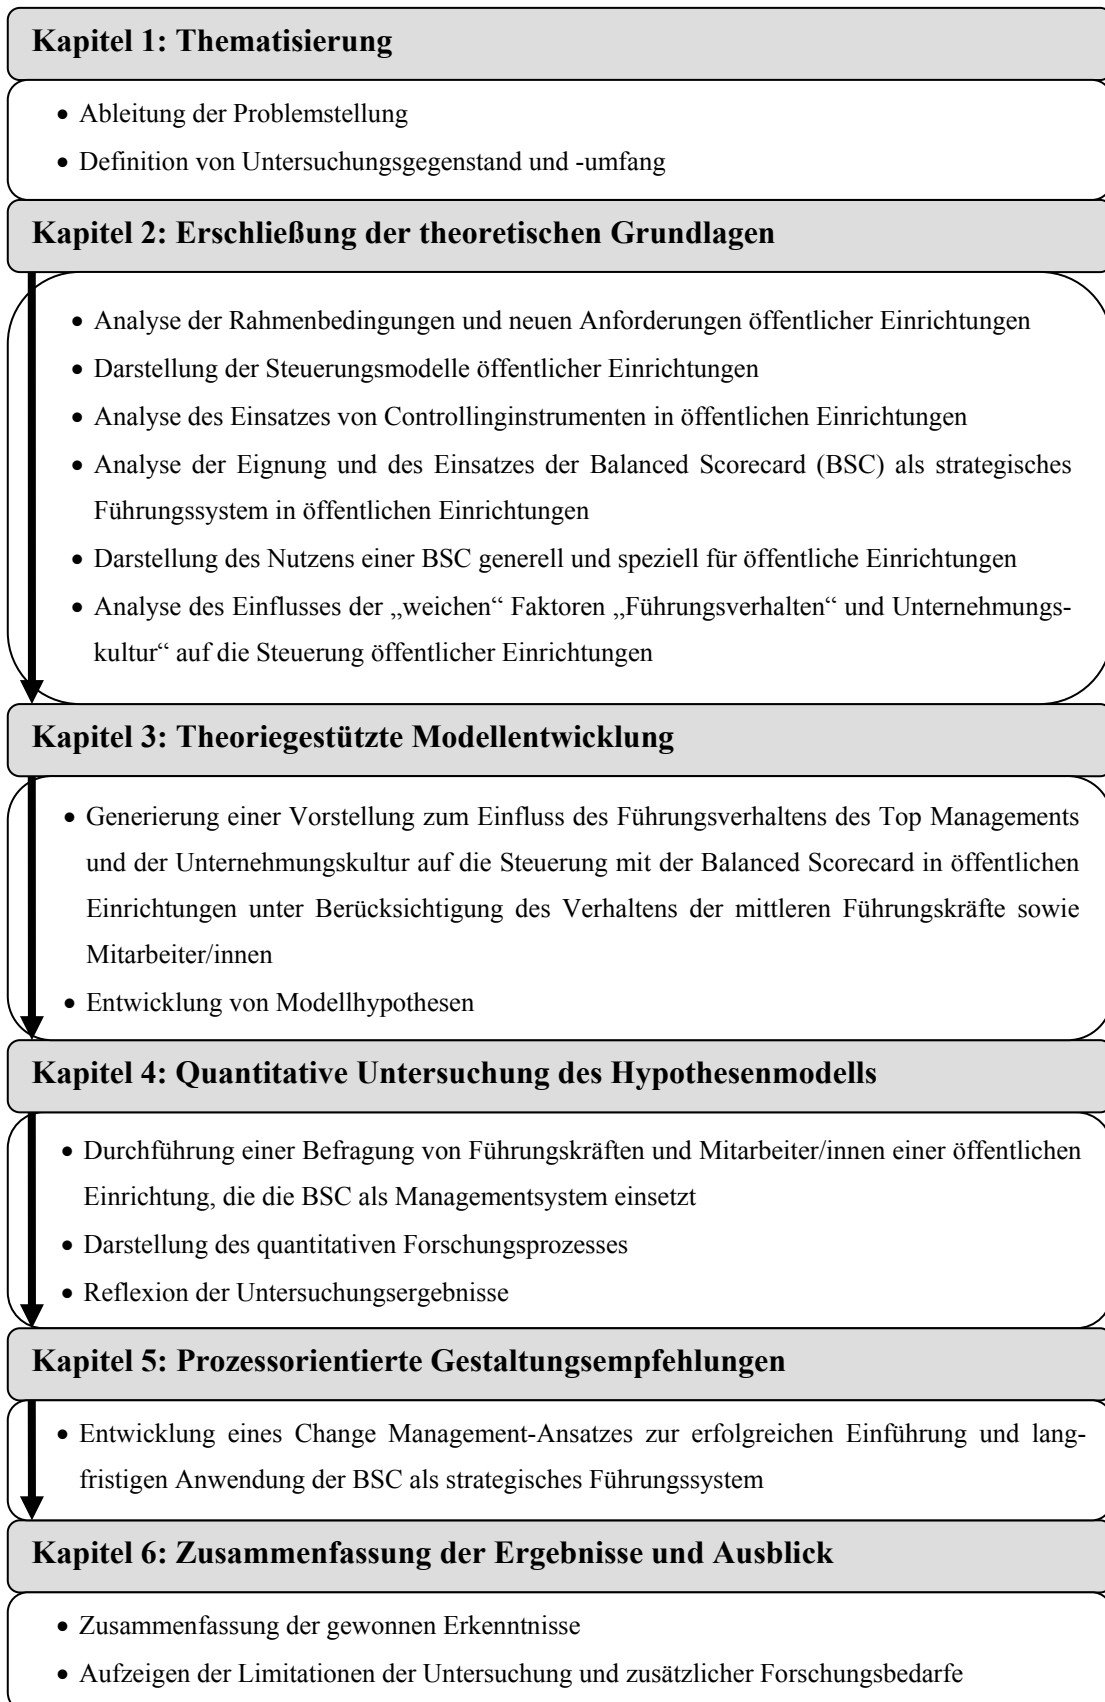 Kapitel 1: Thematisierung
• Ableitung der Problemstellung
• Definition von Untersuchungsgegenstand und -umfang
Kapitel 2: Erschließung der theoretischen Grundlagen
• Analyse der Rahmenbedingungen und neuen Anforderungen öffentlicher Einrichtungen
• Darstellung der Steuerungsmodelle öffentlicher Einrichtungen
• Analyse des Einsatzes von Controllinginstrumenten in öffentlichen Einrichtungen
• Analyse der Eignung und des Einsatzes der Balanced Scorecard (BSC) als strategisches
Führungssystem in öffentlichen Einrichtungen
• Darstellung des Nutzens einer BSC generell und speziell für öffentliche Einrichtungen
• Analyse des Einflusses der „weichen“ Faktoren „Führungsverhalten“ und Unternehmungs-
kultur“ auf die Steuerung öffentlicher Einrichtungen
Kapitel 3: Theoriegestützte Modellentwicklung
• Generierung einer Vorstellung zum Einfluss des Führungsverhaltens des Top Managements
und der Unternehmungskultur auf die Steuerung mit der Balanced Scorecard in öffentlichen
Einrichtungen unter Berücksichtigung des Verhaltens der mittleren Führungskräfte sowie
Mitarbeiter/innen
• Entwicklung von Modellhypothesen
Kapitel 4: Quantitative Untersuchung des Hypothesenmodells
• Durchführung einer Befragung von Führungskräften und Mitarbeiter/innen einer öffentlichen
Einrichtung, die die BSC als Managementsystem einsetzt
• Darstellung des quantitativen Forschungsprozesses
• Reflexion der Untersuchungsergebnisse
Kapitel 5: Prozessorientierte Gestaltungsempfehlungen
• Entwicklung eines Change Management-Ansatzes zur erfolgreichen Einführung und lang-
fristigen Anwendung der BSC als strategisches Führungssystem
Kapitel 6: Zusammenfassung der Ergebnisse und Ausblick
• Zusammenfassung der gewonnen Erkenntnisse
• Aufzeigen der Limitationen der Untersuchung und zusätzlicher Forschungsbedarfe